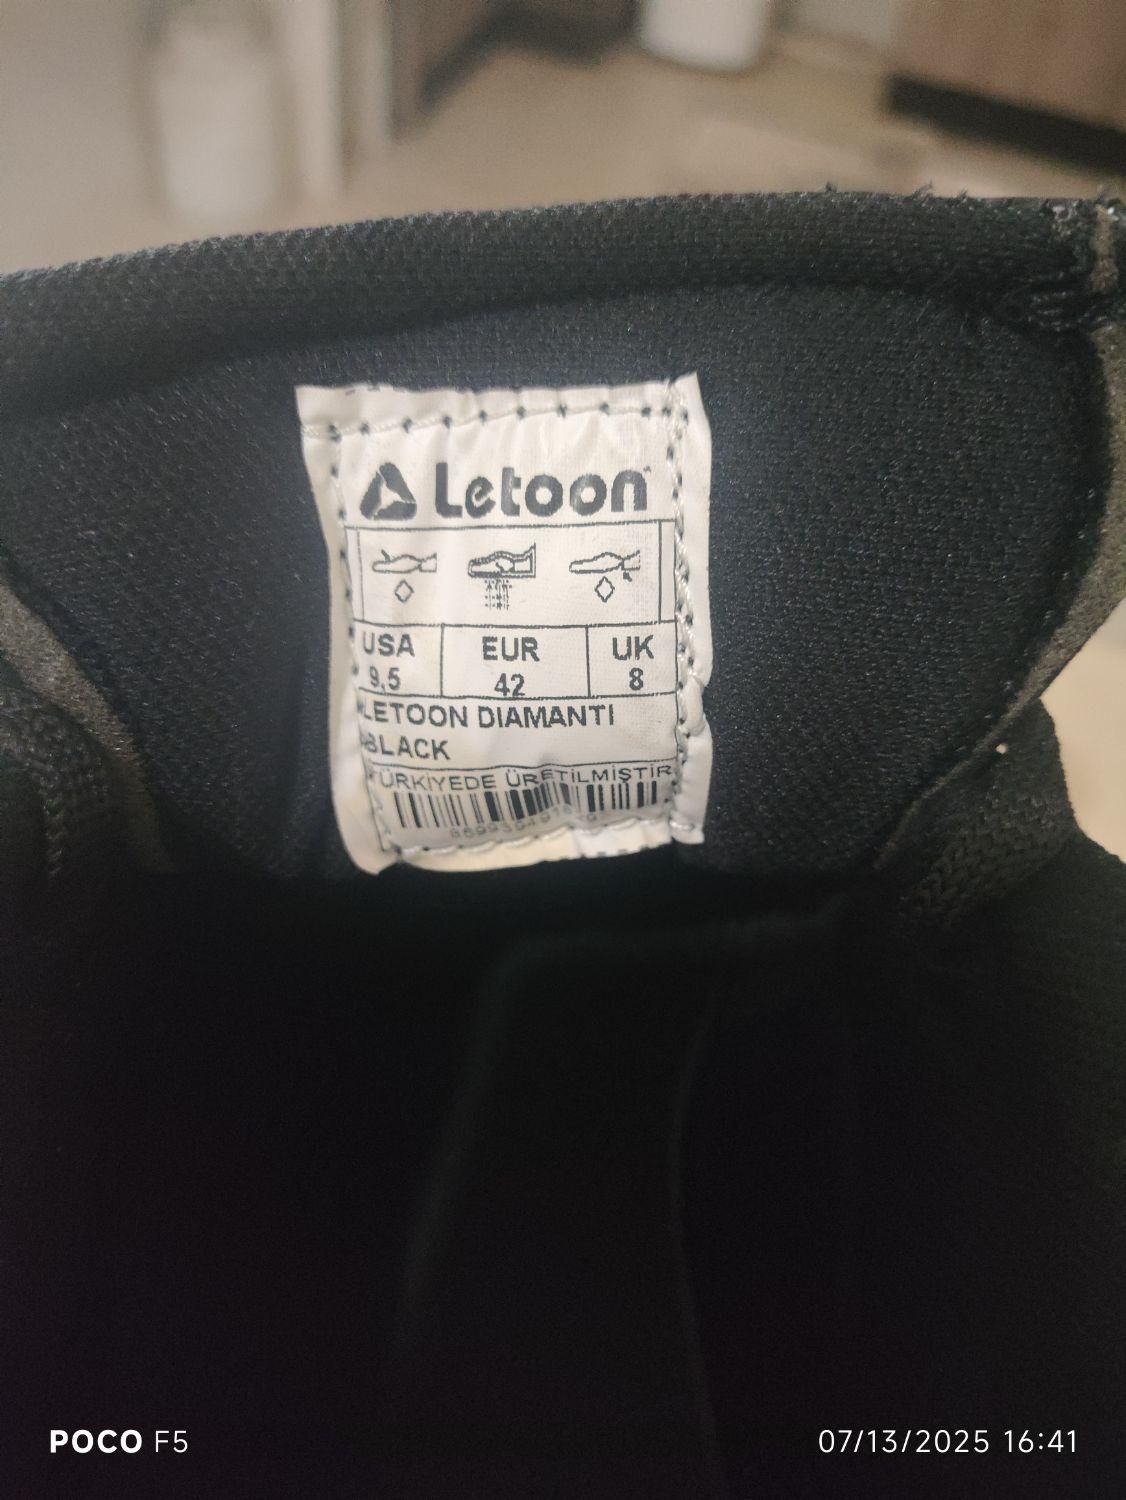 Letoon
USA EUR UK
9,5 42 8
LETOON DIAMANTI
BLACK
TÜRKİYEDE ÜRETİLMİŞTİR
POCO F5
07/13/2025 16:41